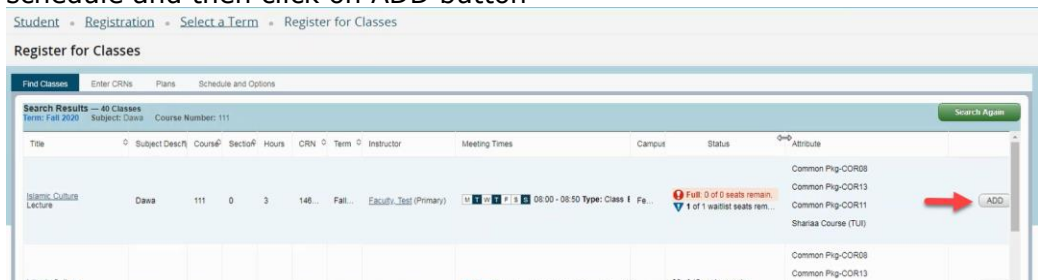 schedule and then click on ADD button
Student • Registration • Select a Term • Register for Classes
Register for Classes
Find Classes Enter CRNs Plans Schedule and Options
Search Results — 40 Classes
Term: Fall 2020 Subject: Dawa Course Number: 111
Search Again
Title Subject Descri Course Section Hours CRN Term Instructor Meeting Times Campus Status Attribute
Islamic Culture
Lecture
Dawa 111 0 3 146... Fall... Faculty, Test (Primary) S M T W T F S 08:00 - 08:50 Type: Class Fe...
Full: 0 of 0 seats remain.
1 of 1 waitlist seats rem...
Common Pkg-COR08
Common Pkg-COR13
Common Pkg-COR11
Shariaa Course (TUI)
ADD
Common Pkg-COR08
Common Pkg-COR13